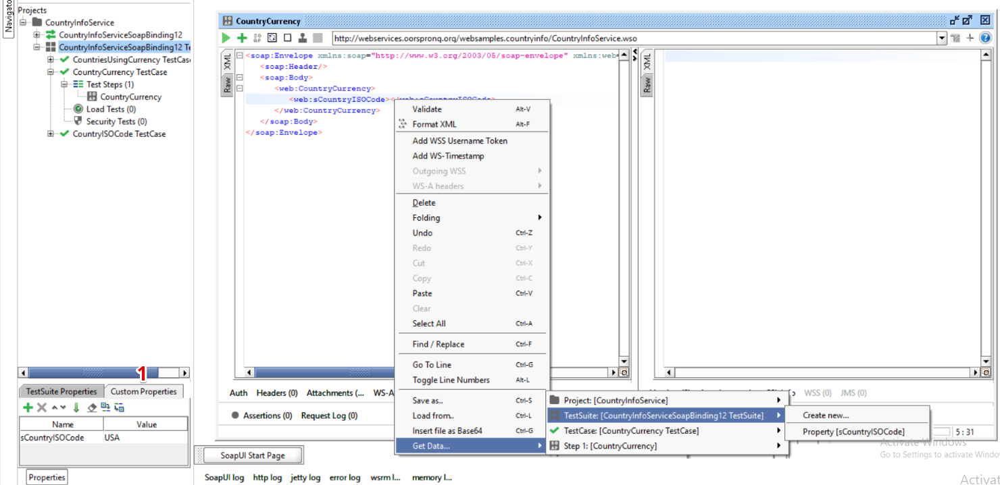 Navigator
Projects
CountryInfoService
CountryInfoServiceSoapBinding12
CountryInfoServiceSoapBinding12 Te
CountriesUsingCurrency TestCase
CountryCurrency TestCase
Test Steps (1)
CountryCurrency
Load Tests (0)
Security Tests (0)
CountryISOCode TestCase
1
TestSuite Properties Custom Properties
Name Value
sCountryISOCode USA
Properties
CountryCurrency
http://webservices.oorsprong.org/websamples.countryinfo/CountryInfoService.wso
XML
Raw
<soap:Envelope xmlns:soap="http://www.w3.org/2003/05/soap-envelope" xmlns:web=
<soap:Header/>
<soap:Body>
<web:CountryCurrency>
<web:sCountryISOCode></web:sCountryISOCode>
</web:CountryCurrency>
</soap:Body>
</soap:Envelope>
XML
Raw
Validate Alt-V
Format XML Alt-F
Add WSS Username Token
Add WS-Timestamp
Outgoing WSS
WS-A headers
Delete
Folding
Undo Ctrl-Z
Redo Ctrl-Y
Cut Ctrl-X
Copy Ctrl-C
Paste Ctrl-V
Clear
Select All Ctrl-A
Find / Replace Ctrl-F
Go To Line Ctrl-G
Toggle Line Numbers Alt-L
Save as.. Ctrl-S
Load from.. Ctrl-L
Insert file as Base64 Ctrl-G
Get Data...
Project: [CountryInfoService]
TestSuite: [CountryInfoServiceSoapBinding12 TestSuite]
TestCase: [CountryCurrency TestCase]
Step 1: [CountryCurrency]
Create new...
Property [sCountryISOCode]
Auth Headers (0) Attachments (... WS-A
WSS (0) JMS (0)
Assertions (0) Request Log (0)
5 : 31
SoapUI Start Page
SoapUI log http log jetty log error log wsrm l... memory l...
Activate Windows
Go to Settings to activate Windo
Activat